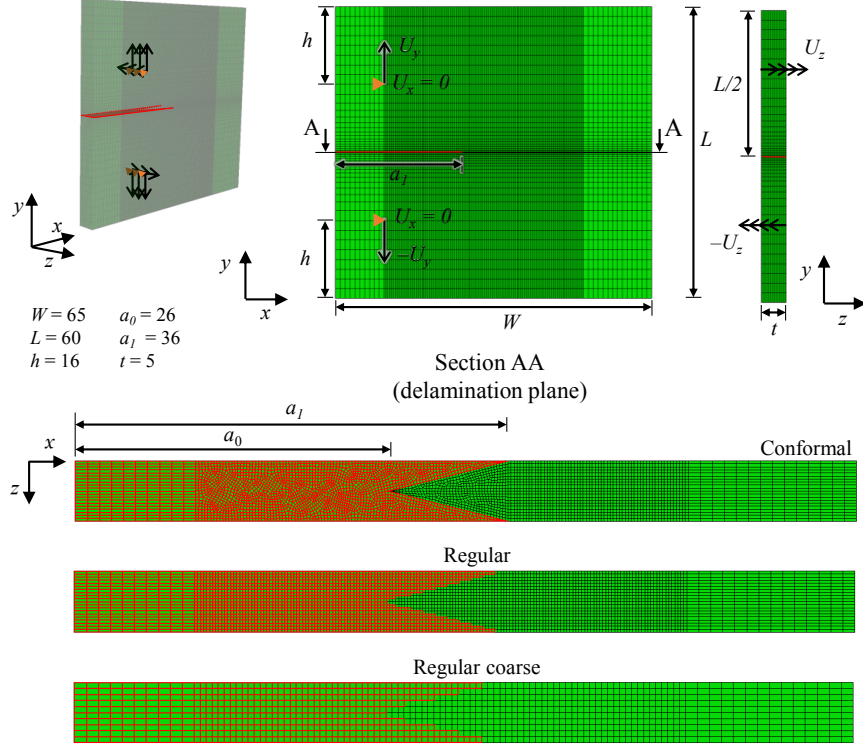 h
U_y
U_x = 0
A
A
a_1
L
U_x = 0
−U_y
h
W
y
x
L/2
U_z
−U_z
t
y
z
y
x
z
W = 65 a_0 = 26
L = 60 a_1 = 36
h = 16 t = 5
Section AA
(delamination plane)
a_1
a_0
x
z
Conformal
Regular
Regular coarse